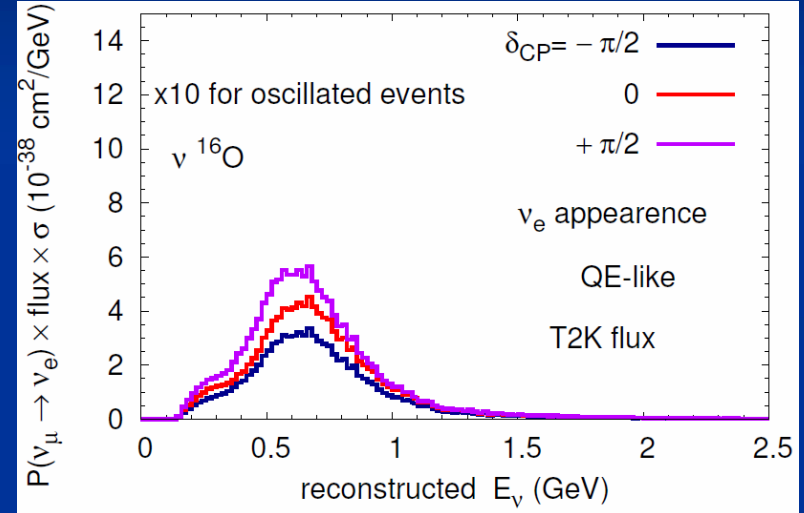 P(νμ → νe) × flux × σ (10⁻³⁸ cm²/GeV)
14
12
10
8
6
4
2
0
δCP= − π/2
0
+ π/2
x10 for oscillated events
ν ¹⁶O
νe appearence
QE-like
T2K flux
0 0.5 1 1.5 2 2.5
reconstructed Eν (GeV)